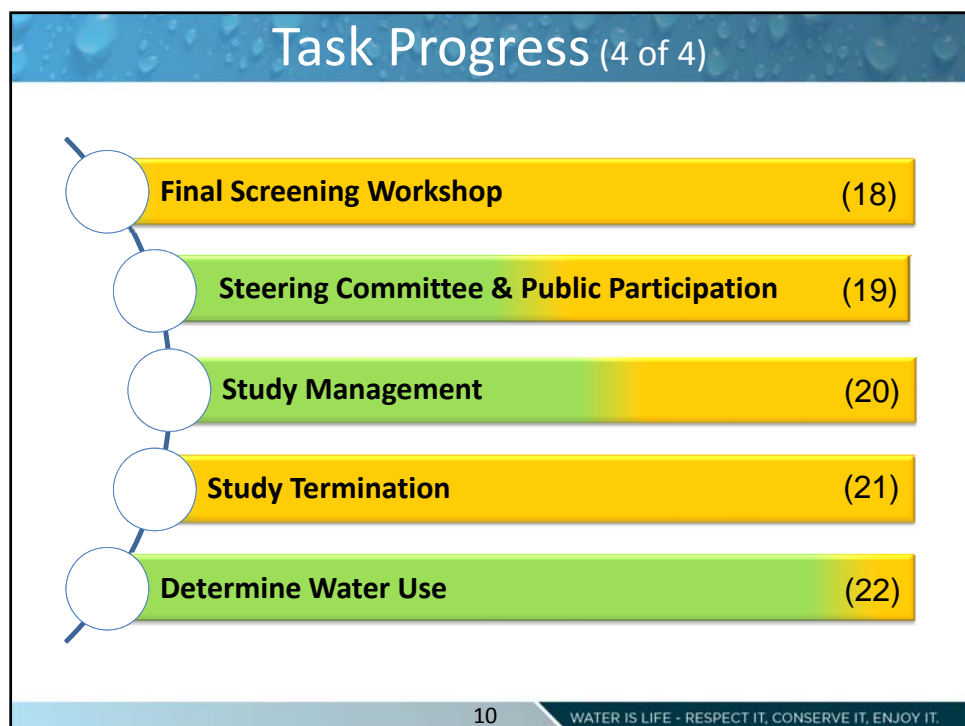 Task Progress (4 of 4)
Final Screening Workshop (18)
Steering Committee & Public Participation (19)
Study Management (20)
Study Termination (21)
Determine Water Use (22)
10 WATER IS LIFE - RESPECT IT, CONSERVE IT, ENJOY IT.